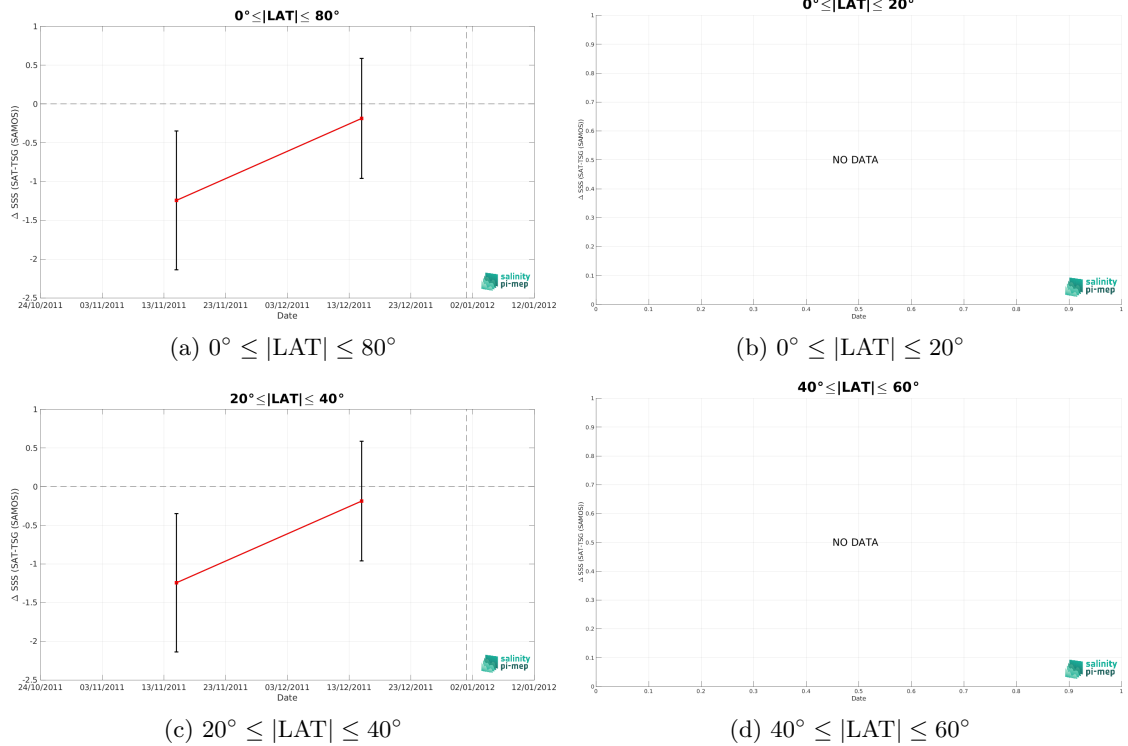 0°≤|LAT|≤ 80°
1
0.5
0
-0.5
-1
-1.5
-2
-2.5
Δ SSS (SAT-TSG (SAMOS))
24/10/2011 03/11/2011 13/11/2011 23/11/2011 03/12/2011 13/12/2011 23/12/2011 02/01/2012 12/01/2012
Date
salinity
pi-mep
(a) 0° ≤ |LAT| ≤ 80°
0°≤|LAT|≤ 20°
1
0.9
0.8
0.7
0.6
0.5
0.4
0.3
0.2
0.1
0
Δ SSS (SAT-TSG (SAMOS))
NO DATA
0 0.1 0.2 0.3 0.4 0.5 0.6 0.7 0.8 0.9 1
Date
salinity
pi-mep
(b) 0° ≤ |LAT| ≤ 20°
20°≤|LAT|≤ 40°
1
0.5
0
-0.5
-1
-1.5
-2
-2.5
Δ SSS (SAT-TSG (SAMOS))
24/10/2011 03/11/2011 13/11/2011 23/11/2011 03/12/2011 13/12/2011 23/12/2011 02/01/2012 12/01/2012
Date
salinity
pi-mep
(c) 20° ≤ |LAT| ≤ 40°
40°≤|LAT|≤ 60°
1
0.9
0.8
0.7
0.6
0.5
0.4
0.3
0.2
0.1
0
Δ SSS (SAT-TSG (SAMOS))
NO DATA
0 0.1 0.2 0.3 0.4 0.5 0.6 0.7 0.8 0.9 1
Date
salinity
pi-mep
(d) 40° ≤ |LAT| ≤ 60°